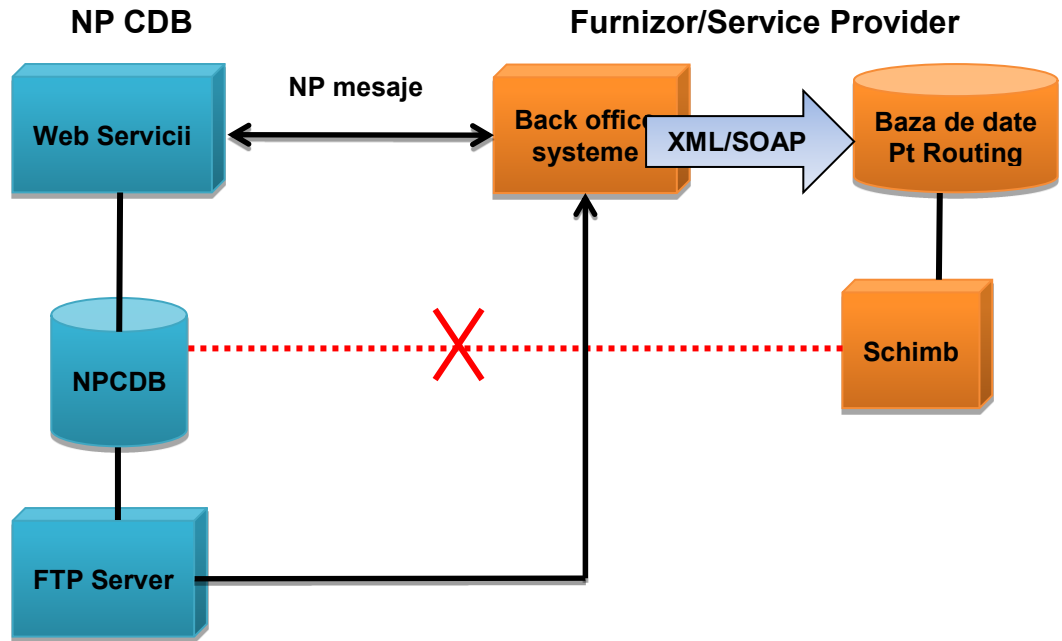 NP CDB
Furnizor/Service Provider
NP mesaje
Web Servicii
Back office
systeme
XML/SOAP
Baza de date
Pt Routing
NPCDB
Schimb
FTP Server